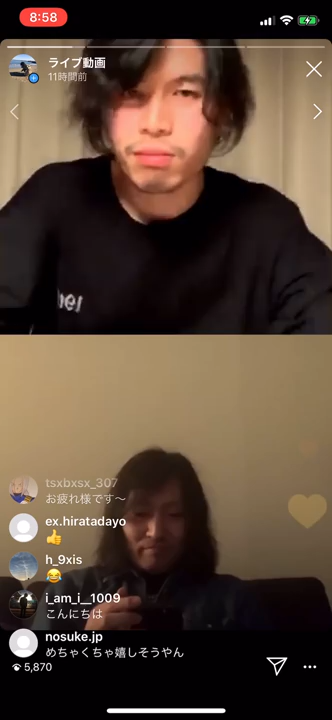 8:58
ライブ動画
11時間前
tsxbxsx_307
お疲れ様です〜
ex.hiratadayo
👍
h_9xis
😂
i_am_i__1009
こんにちは
nosuke.jp
めちゃくちゃ嬉しそうやん
5,870